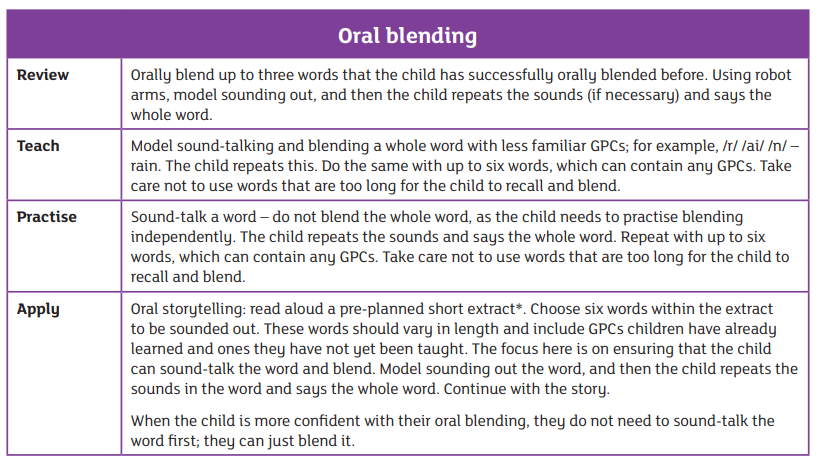 Oral blending
Review
Orally blend up to three words that the child has successfully orally blended before. Using robot
arms, model sounding out, and then the child repeats the sounds (if necessary) and says the
whole word.
Teach
Model sound-talking and blending a whole word with less familiar GPCs; for example, /r/ /ai/ /n/ –
rain. The child repeats this. Do the same with up to six words, which can contain any GPCs. Take
care not to use words that are too long for the child to recall and blend.
Practise
Sound-talk a word – do not blend the whole word, as the child needs to practise blending
independently. The child repeats the sounds and says the whole word. Repeat with up to six
words, which can contain any GPCs. Take care not to use words that are too long for the child to
recall and blend.
Apply
Oral storytelling: read aloud a pre-planned short extract*. Choose six words within the extract
to be sounded out. These words should vary in length and include GPCs children have already
learned and ones they have not yet been taught. The focus here is on ensuring that the child
can sound-talk the word and blend. Model sounding out the word, and then the child repeats the
sounds in the word and says the whole word. Continue with the story.
When the child is more confident with their oral blending, they do not need to sound-talk the
word first; they can just blend it.